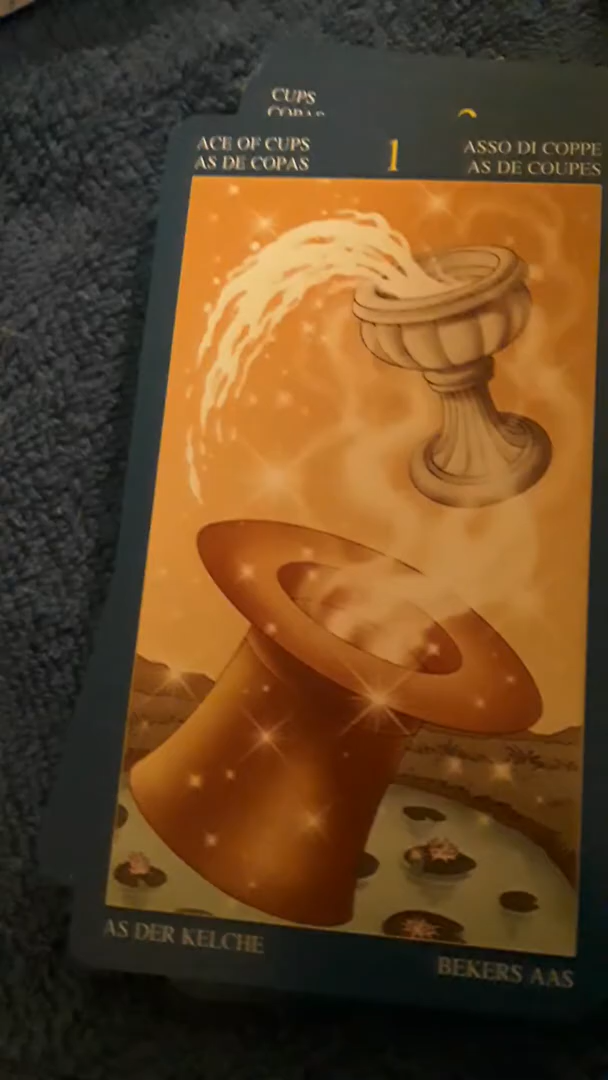 CUPS
COPAS
ACE OF CUPS
AS DE COPAS
1
ASSO DI COPPE
AS DE COUPES
AS DER KELCHE
BEKERS AAS